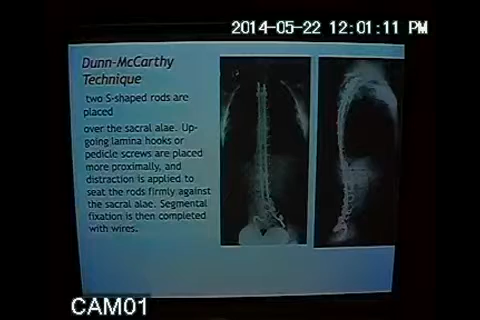 2014-05-22 12:01:11 PM
Dunn-McCarthy
Technique
two S-shaped rods are
placed
over the sacral alae. Up-
going lamina hooks or
pedicle screws are placed
more proximally, and
distraction is applied to
seat the rods firmly against
the sacral alae. Segmental
fixation is then completed
with wires.
CAM01